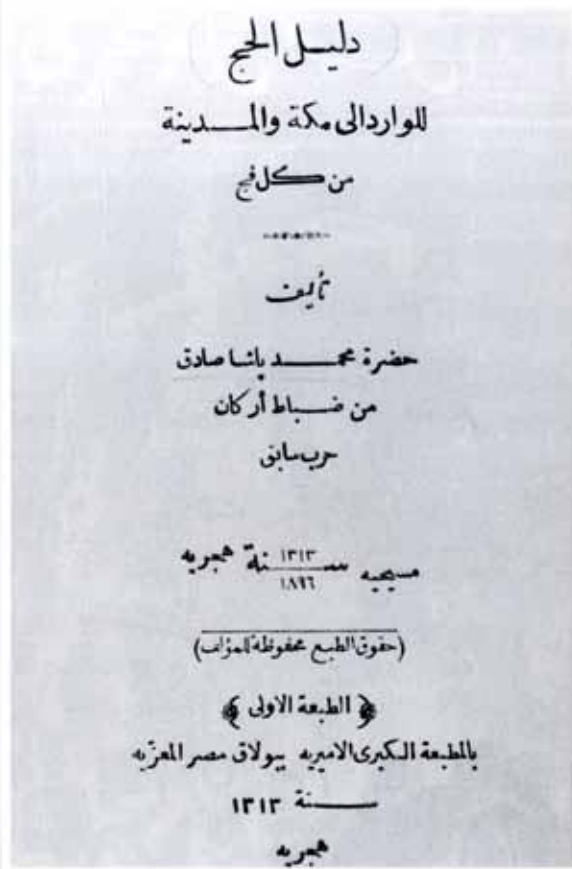 دليل الحج
للوارد الى مكة والمدينة
من كل فج
تأليف
حضرة محمد باشا صادق
من ضباط أركان
حرب سابق
مسيحيه ١٣١٣/١٨٩٦ سنة هجريه
(حقوق الطبع محفوظة للمؤلف)
﴿ الطبعة الاولى ﴾
بالمطبعة الكبرى الاميريه ببولاق مصر المعزيه
سنة ١٣١٣
هجريه